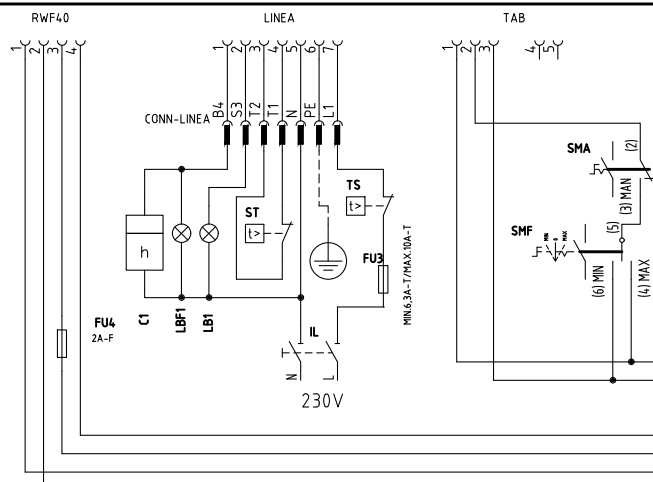 RWF40
LINEA
TAB
1
2
3
4
1
2
3
4
5
6
7
1
2
3
4
5
CONN-LINEA
B4
S3
T2
T1
N
PE
L1
SMA
(2)
(3) MAN
SMF
MIN
0
MAX
(5)
(6) MIN
(4) MAX
ST
t>
TS
t>
h
FU3
MIN.6,3A-T/MAX.10A-T
FU4
2A-F
C1
LBF1
LB1
IL
N
L
230V